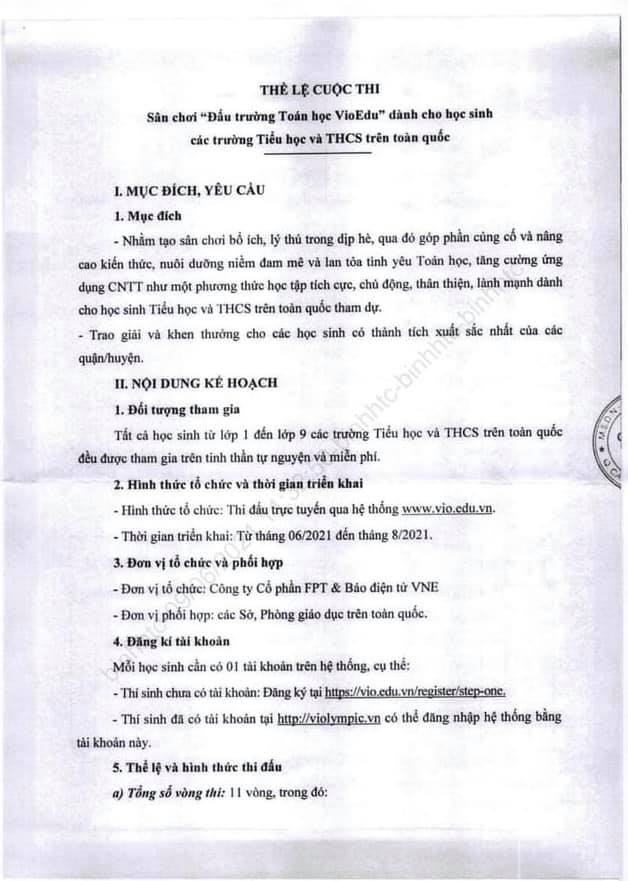 THỂ LỆ CUỘC THI
Sân chơi “Đấu trường Toán học VioEdu” dành cho học sinh
các trường Tiểu học và THCS trên toàn quốc
I. MỤC ĐÍCH, YÊU CẦU
1. Mục đích
- Nhằm tạo sân chơi bổ ích, lý thú trong dịp hè, qua đó góp phần củng cố và nâng
cao kiến thức, nuôi dưỡng niềm đam mê và lan tỏa tình yêu Toán học, tăng cường ứng
dụng CNTT như một phương thức học tập tích cực, chủ động, thân thiện, lành mạnh dành
cho học sinh Tiểu học và THCS trên toàn quốc tham dự.
- Trao giải và khen thưởng cho các học sinh có thành tích xuất sắc nhất của các
quận/huyện.
II. NỘI DUNG KẾ HOẠCH
1. Đối tượng tham gia
Tất cả học sinh từ lớp 1 đến lớp 9 các trường Tiểu học và THCS trên toàn quốc
đều được tham gia trên tinh thần tự nguyện và miễn phí.
2. Hình thức tổ chức và thời gian triển khai
- Hình thức tổ chức: Thi đấu trực tuyến qua hệ thống www.vio.edu.vn.
- Thời gian triển khai: Từ tháng 06/2021 đến tháng 8/2021.
3. Đơn vị tổ chức và phối hợp
- Đơn vị tổ chức: Công ty Cổ phần FPT & Báo điện tử VNE
- Đơn vị phối hợp: các Sở, Phòng giáo dục trên toàn quốc.
4. Đăng kí tài khoản
Mỗi học sinh cần có 01 tài khoản trên hệ thống, cụ thể:
- Thí sinh chưa có tài khoản: Đăng ký tại https://vio.edu.vn/register/step-one.
- Thí sinh đã có tài khoản tại http://violympic.vn có thể đăng nhập hệ thống bằng
tài khoản này.
5. Thể lệ và hình thức thi đấu
a) Tổng số vòng thi: 11 vòng, trong đó: